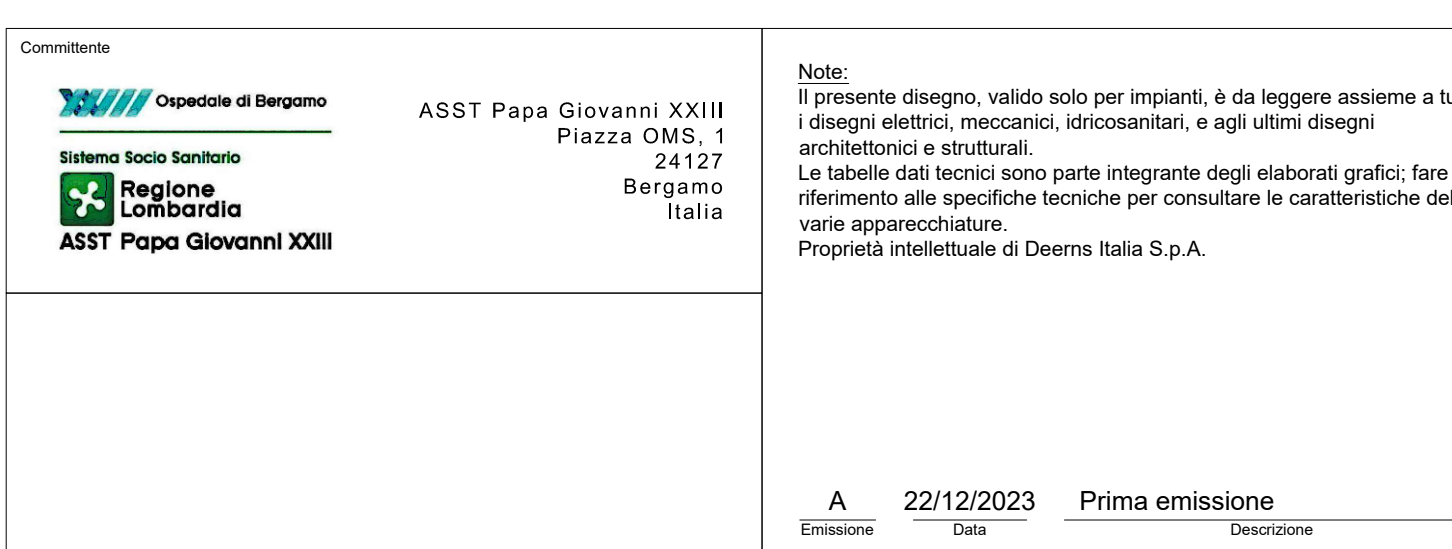 Committente
Ospedale di Bergamo
Sistema Socio Sanitario
Regione
Lombardia
ASST Papa Giovanni XXIII
ASST Papa Giovanni XXIII
Piazza OMS, 1
24127
Bergamo
Italia
Note:
Il presente disegno, valido solo per impianti, è da leggere assieme a tu
i disegni elettrici, meccanici, idricosanitari, e agli ultimi disegni
architettonici e strutturali.
Le tabelle dati tecnici sono parte integrante degli elaborati grafici; fare
riferimento alle specifiche tecniche per consultare le caratteristiche del
varie apparecchiature.
Proprietà intellettuale di Deerns Italia S.p.A.
A 22/12/2023 Prima emissione
Emissione Data Descrizione